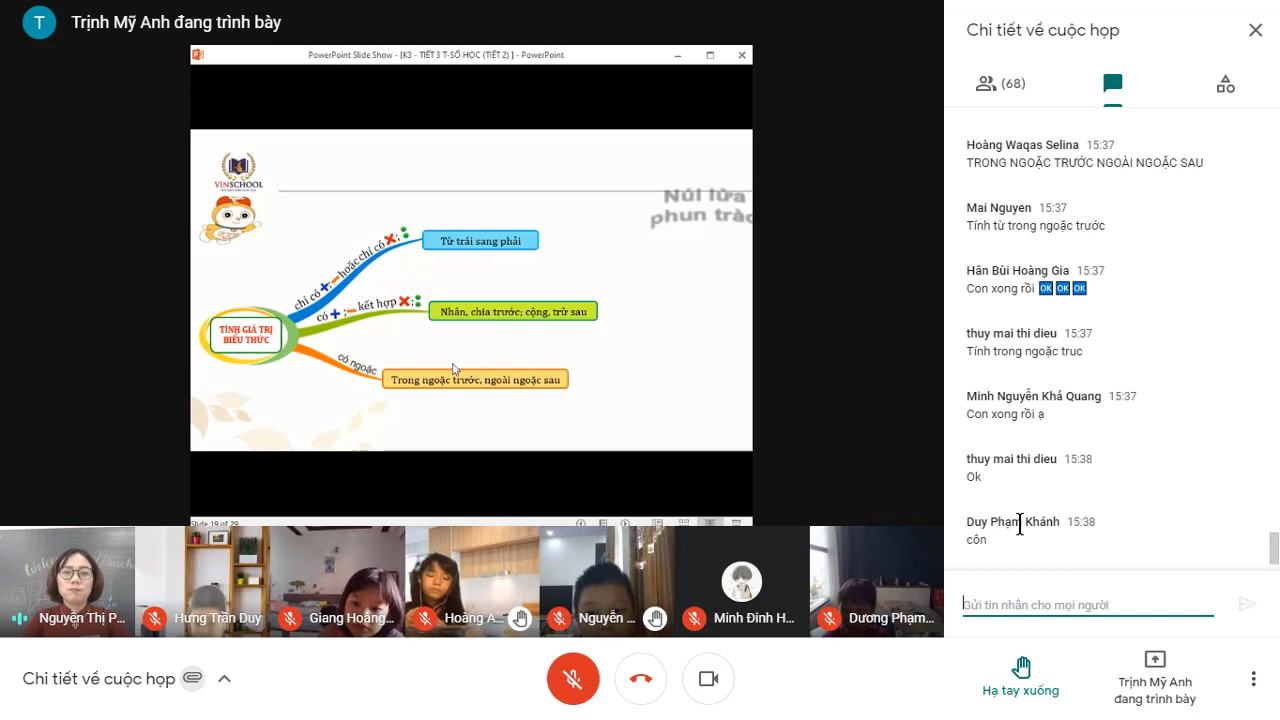 T Trịnh Mỹ Anh đang trình bày
PowerPoint Slide Show - [K3 - TIẾT 3 T-SỐ HỌC (TIẾT 2) ] - PowerPoint
VINSCHOOL
Núi lửa
phun trào
chỉ có +; - hoặc chỉ có ×; :
Từ trái sang phải
có +; - kết hợp ×; :
Nhân, chia trước; cộng, trừ sau
TÍNH GIÁ TRỊ
BIỂU THỨC
có ngoặc
Trong ngoặc trước, ngoài ngoặc sau
Slide 19 of 29
Welcome
Nguyễn Thị P...
Hưng Trần Duy
Giang Hoàng...
Hoàng A...
Nguyễn ...
Minh Đinh H...
Dương Phạm...
Chi tiết về cuộc họp
Chi tiết về cuộc họp
(68)
Hoàng Waqas Selina 15:37
TRONG NGOẶC TRƯỚC NGOÀI NGOẶC SAU
Mai Nguyen 15:37
Tính từ trong ngoặc trước
Hân Bùi Hoàng Gia 15:37
Con xong rồi OK OK OK
thuy mai thi dieu 15:37
Tính trong ngoặc truc
Minh Nguyễn Khả Quang 15:37
Con xong rồi ạ
thuy mai thi dieu 15:38
Ok
Duy Phạm Khánh 15:38
côn
Gửi tin nhắn cho mọi người
Hạ tay xuống
Trịnh Mỹ Anh
đang trình bày